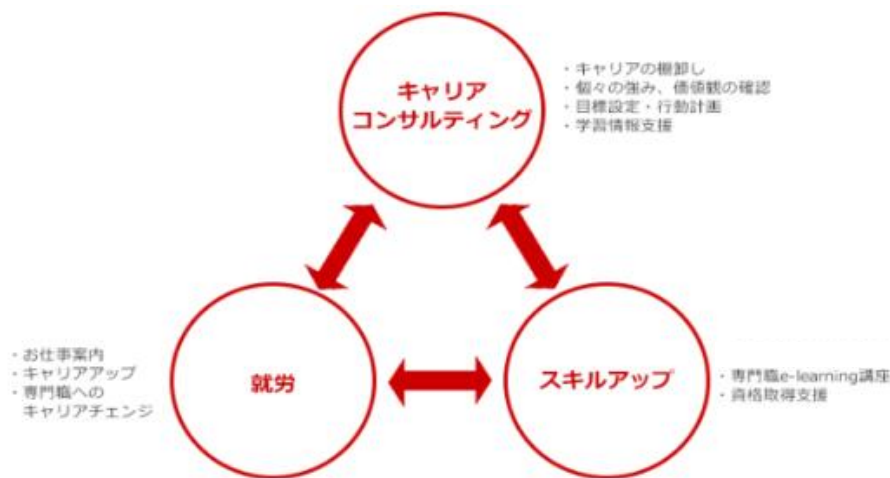 キャリア
コンサルティング
・キャリアの棚卸し
・個々の強み、価値観の確認
・目標設定・行動計画
・学習情報支援
就労
・お仕事案内
・キャリアアップ
・専門職への
キャリアチェンジ
スキルアップ
・専門職e-learning講座
・資格取得支援